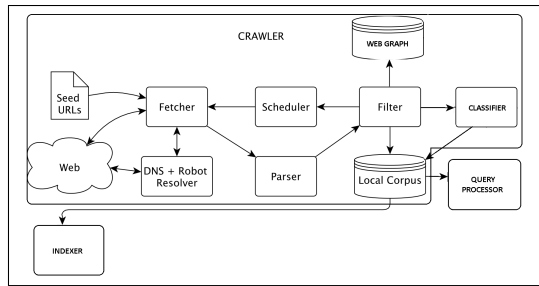 CRAWLER
WEB GRAPH
Seed
URLs
Fetcher
Scheduler
Filter
CLASSIFIER
Web
DNS + Robot
Resolver
Parser
Local Corpus
QUERY
PROCESSOR
INDEXER